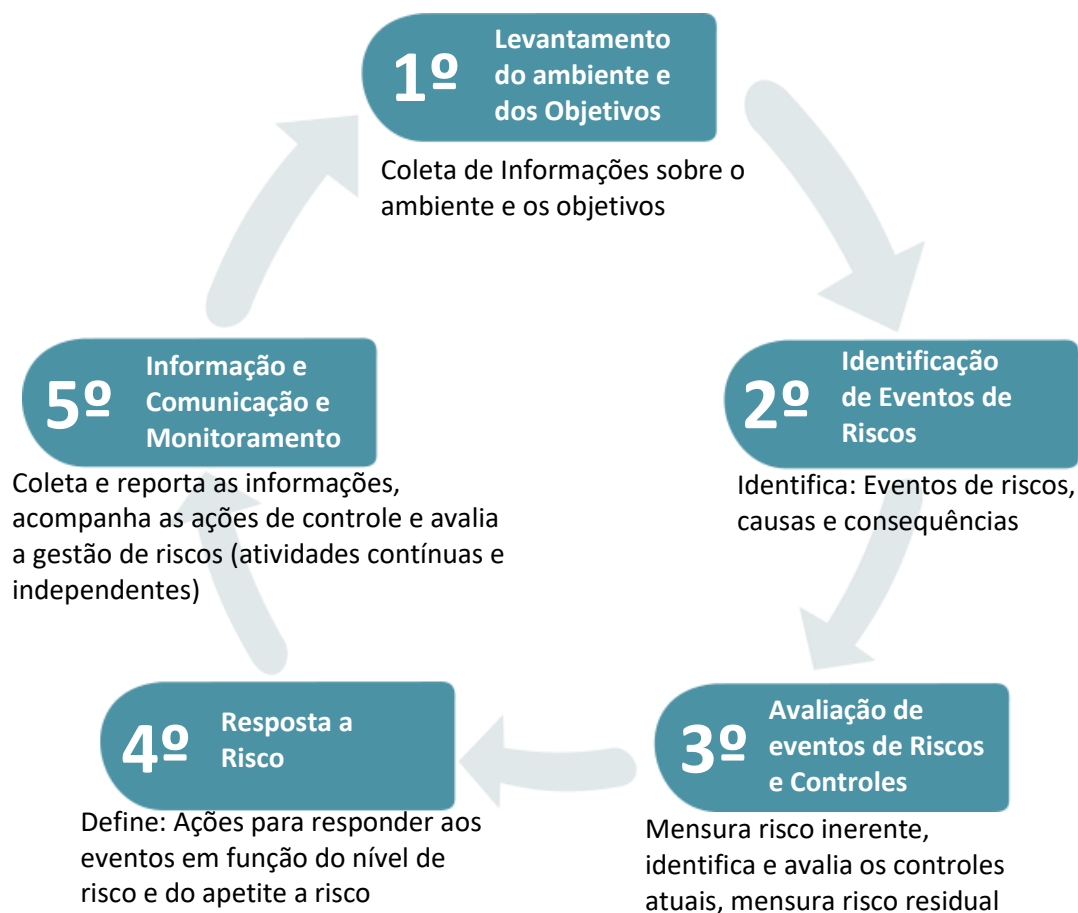 1º
Levantamento
do ambiente e
dos Objetivos
Coleta de Informações sobre o
ambiente e os objetivos
2º
Identificação
de Eventos de
Riscos
Identifica: Eventos de riscos,
causas e consequências
3º
Avaliação de
eventos de Riscos
e Controles
Mensura risco inerente,
identifica e avalia os controles
atuais, mensura risco residual
4º
Resposta a
Risco
Define: Ações para responder aos
eventos em função do nível de
risco e do apetite a risco
5º
Informação e
Comunicação e
Monitoramento
Coleta e reporta as informações,
acompanha as ações de controle e avalia
a gestão de riscos (atividades contínuas e
independentes)